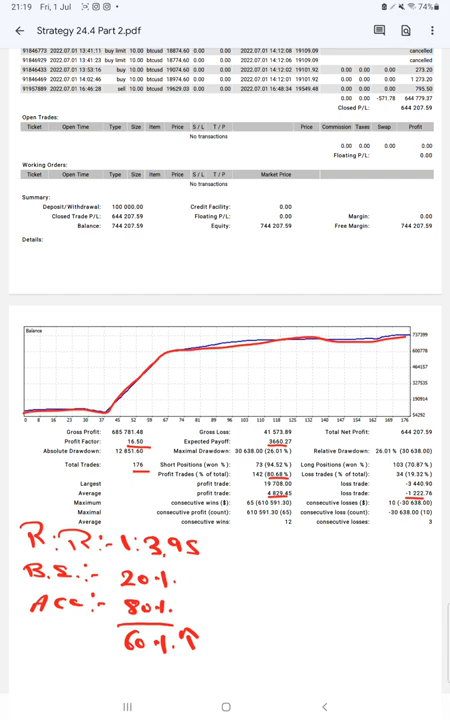 21:19 Fri, 1 Jul 74%
Strategy 24.4 Part 2.pdf
91846773 2022.07.01 13:41:11 buy limit 10.00 btcusd 18874.60 0.00 0.00 2022.07.01 14:12:08 19109.09 cancelled
91846929 2022.07.01 13:41:23 buy limit 10.00 btcusd 18774.60 0.00 0.00 2022.07.01 14:12:06 19109.09 cancelled
91846433 2022.07.01 13:53:16 buy 10.00 btcusd 19074.60 0.00 0.00 2022.07.01 14:12:02 19101.92 0.00 0.00 0.00 273.20
91846469 2022.07.01 14:02:46 buy 10.00 btcusd 18974.60 0.00 0.00 2022.07.01 14:12:01 19101.92 0.00 0.00 0.00 1 273.20
91957889 2022.07.01 16:46:28 sell 10.00 btcusd 19629.03 0.00 0.00 2022.07.01 16:48:34 19549.48 0.00 0.00 0.00 795.50
0.00 0.00 -571.78 644 779.37
Closed P/L: 644 207.59
Open Trades:
Ticket Open Time Type Size Item Price S / L T / P Price Commission Taxes Swap Profit
No transactions
0.00 0.00 0.00 0.00
Floating P/L: 0.00
Working Orders:
Ticket Open Time Type Size Item Price S / L T / P Market Price
No transactions
Summary:
Deposit/Withdrawal: 100 000.00 Credit Facility: 0.00
Closed Trade P/L: 644 207.59 Floating P/L: 0.00 Margin: 0.00
Balance: 744 207.59 Equity: 744 207.59 Free Margin: 744 207.59
Details:
Balance
737399
600778
464157
327535
190914
54292
0 8 16 23 30 37 45 52 59 67 74 81 89 96 103 110 118 125 132 140 147 154 162 169 176
Gross Profit: 685 781.48 Gross Loss: 41 573.89 Total Net Profit: 644 207.59
Profit Factor: 16.50 Expected Payoff: 3660.27
Absolute Drawdown: 12 851.60 Maximal Drawdown: 30 638.00 (26.01 %) Relative Drawdown: 26.01 % (30 638.00)
Total Trades: 176 Short Positions (won %): 73 (94.52 %) Long Positions (won %): 103 (70.87 %)
Profit Trades (% of total): 142 (80.68 %) Loss trades (% of total): 34 (19.32 %)
Largest profit trade: 19 708.00 loss trade: -3 440.90
Average profit trade: 4 829.45 loss trade: -1 222.76
Maximum consecutive wins ($): 65 (610 591.30) consecutive losses ($): 10 (-30 638.00)
Maximal consecutive profit (count): 610 591.30 (65) consecutive loss (count): -30 638.00 (10)
Average consecutive wins: 12 consecutive losses: 3
R:R:- 1:3.95
B.E:- 20%
Acc:- 80%
60%↑